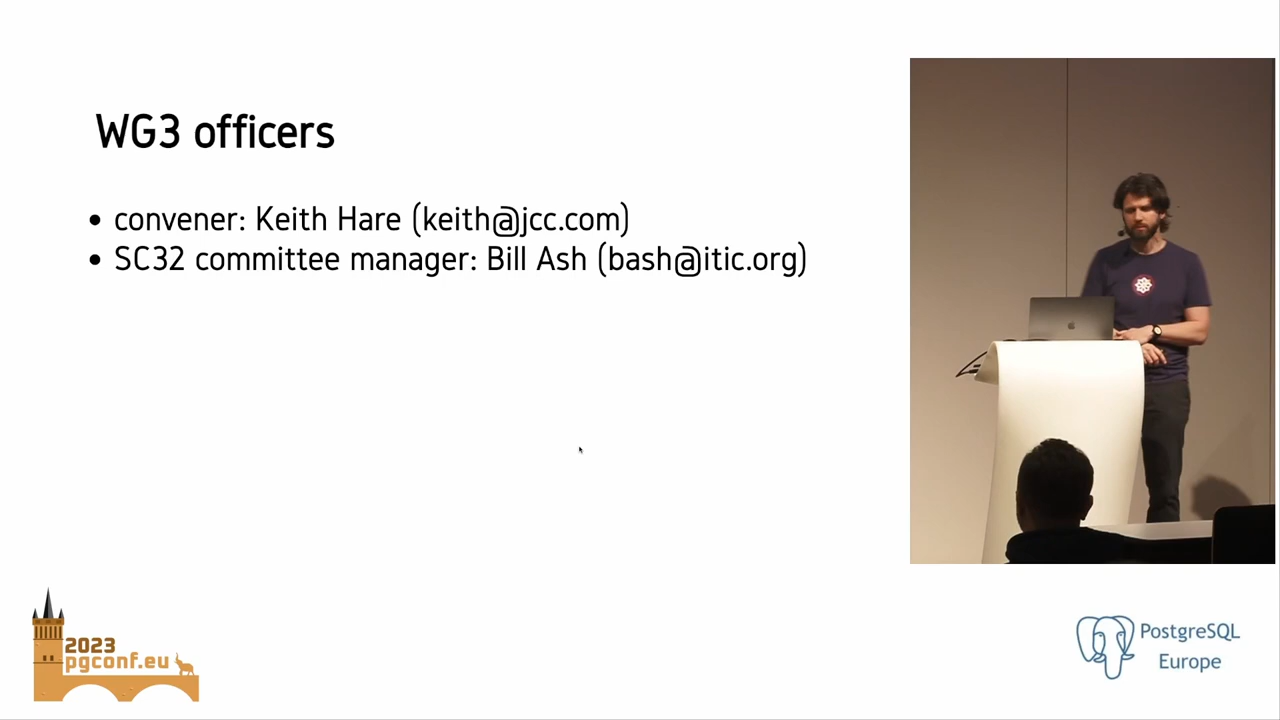 WG3 officers
• convener: Keith Hare (keith@jcc.com)
• SC32 committee manager: Bill Ash (bash@itic.org)
2023
pgconf.eu
PostgreSQL
Europe